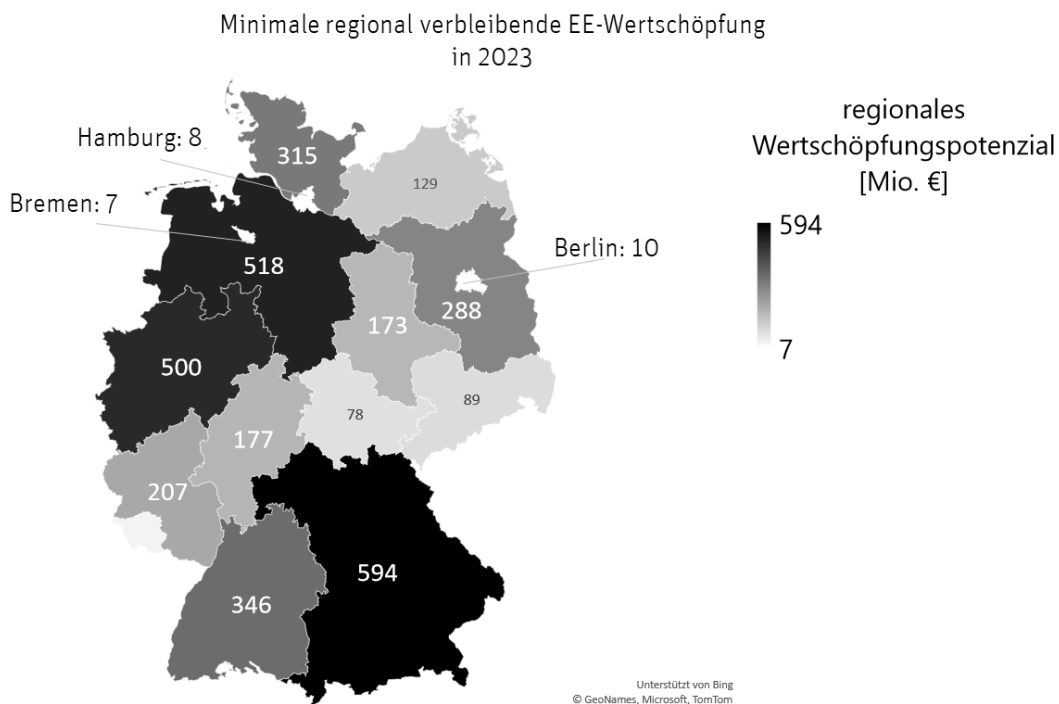 Minimale regional verbleibende EE-Wertschöpfung
in 2023
regionales
Wertschöpfungspotenzial
[Mio. €]
594
7
Hamburg: 8
Bremen: 7
Berlin: 10
315
129
518
288
173
500
78
89
177
207
594
346
Unterstützt von Bing
© GeoNames, Microsoft, TomTom